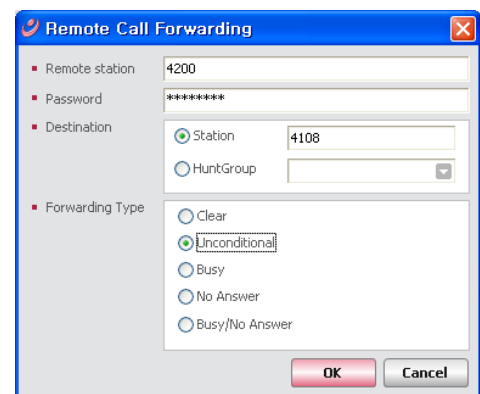 Remote Call Forwarding
Remote station 4200
Password ********
Destination Station 4108
HuntGroup
Forwarding Type Clear
Unconditional
Busy
No Answer
Busy/No Answer
OK Cancel